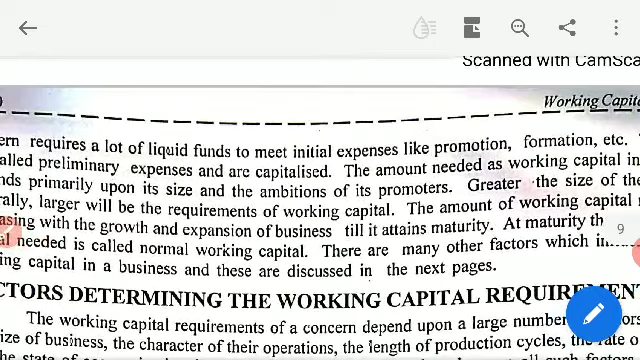 Scanned with CamSca
Working Capit
ern requires a lot of liquid funds to meet initial expenses like promotion, formation, etc.
alled preliminary expenses and are capitalised. The amount needed as working capital in
nds primarily upon its size and the ambitions of its promoters. Greater the size of the
rally, larger will be the requirements of working capital. The amount of working capital
asing with the growth and expansion of business till it attains maturity. At maturity th
al needed is called normal working capital. There are many other factors which in
9
ing capital in a business and these are discussed in the next pages.
CTORS DETERMINING THE WORKING CAPITAL REQUIREMENT
The working capital requirements of a concern depend upon a large number
ize of business, the character of their operations, the length of production cycles, the rate o
the state of